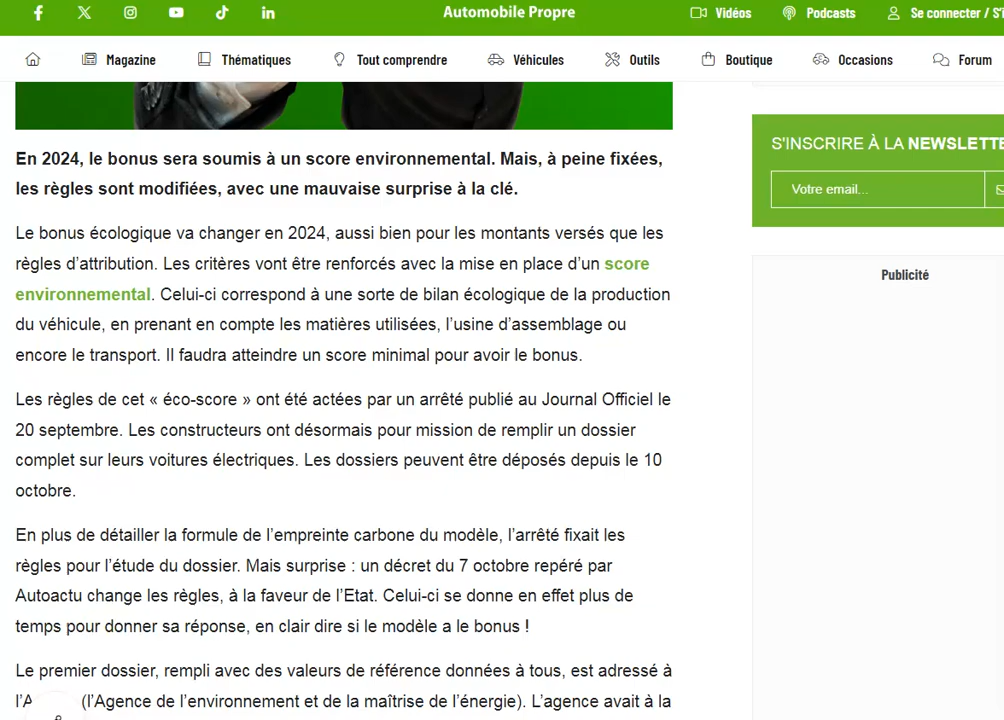 Automobile Propre
Vidéos
Podcasts
Se connecter /
Magazine
Thématiques
Tout comprendre
Véhicules
Outils
Boutique
Occasions
Forum
En 2024, le bonus sera soumis à un score environnemental. Mais, à peine fixées,
les règles sont modifiées, avec une mauvaise surprise à la clé.
Le bonus écologique va changer en 2024, aussi bien pour les montants versés que les
règles d’attribution. Les critères vont être renforcés avec la mise en place d’un score
environnemental. Celui-ci correspond à une sorte de bilan écologique de la production
du véhicule, en prenant en compte les matières utilisées, l’usine d’assemblage ou
encore le transport. Il faudra atteindre un score minimal pour avoir le bonus.
Les règles de cet « éco-score » ont été actées par un arrêté publié au Journal Officiel le
20 septembre. Les constructeurs ont désormais pour mission de remplir un dossier
complet sur leurs voitures électriques. Les dossiers peuvent être déposés depuis le 10
octobre.
En plus de détailler la formule de l’empreinte carbone du modèle, l’arrêté fixait les
règles pour l’étude du dossier. Mais surprise : un décret du 7 octobre repéré par
Autoactu change les règles, à la faveur de l’Etat. Celui-ci se donne en effet plus de
temps pour donner sa réponse, en clair dire si le modèle a le bonus !
Le premier dossier, rempli avec des valeurs de référence données à tous, est adressé à
(l’Agence de l’environnement et de la maîtrise de l’énergie). L’agence avait à la
S'INSCRIRE À LA NEWSLETTE
Votre email...
Publicité